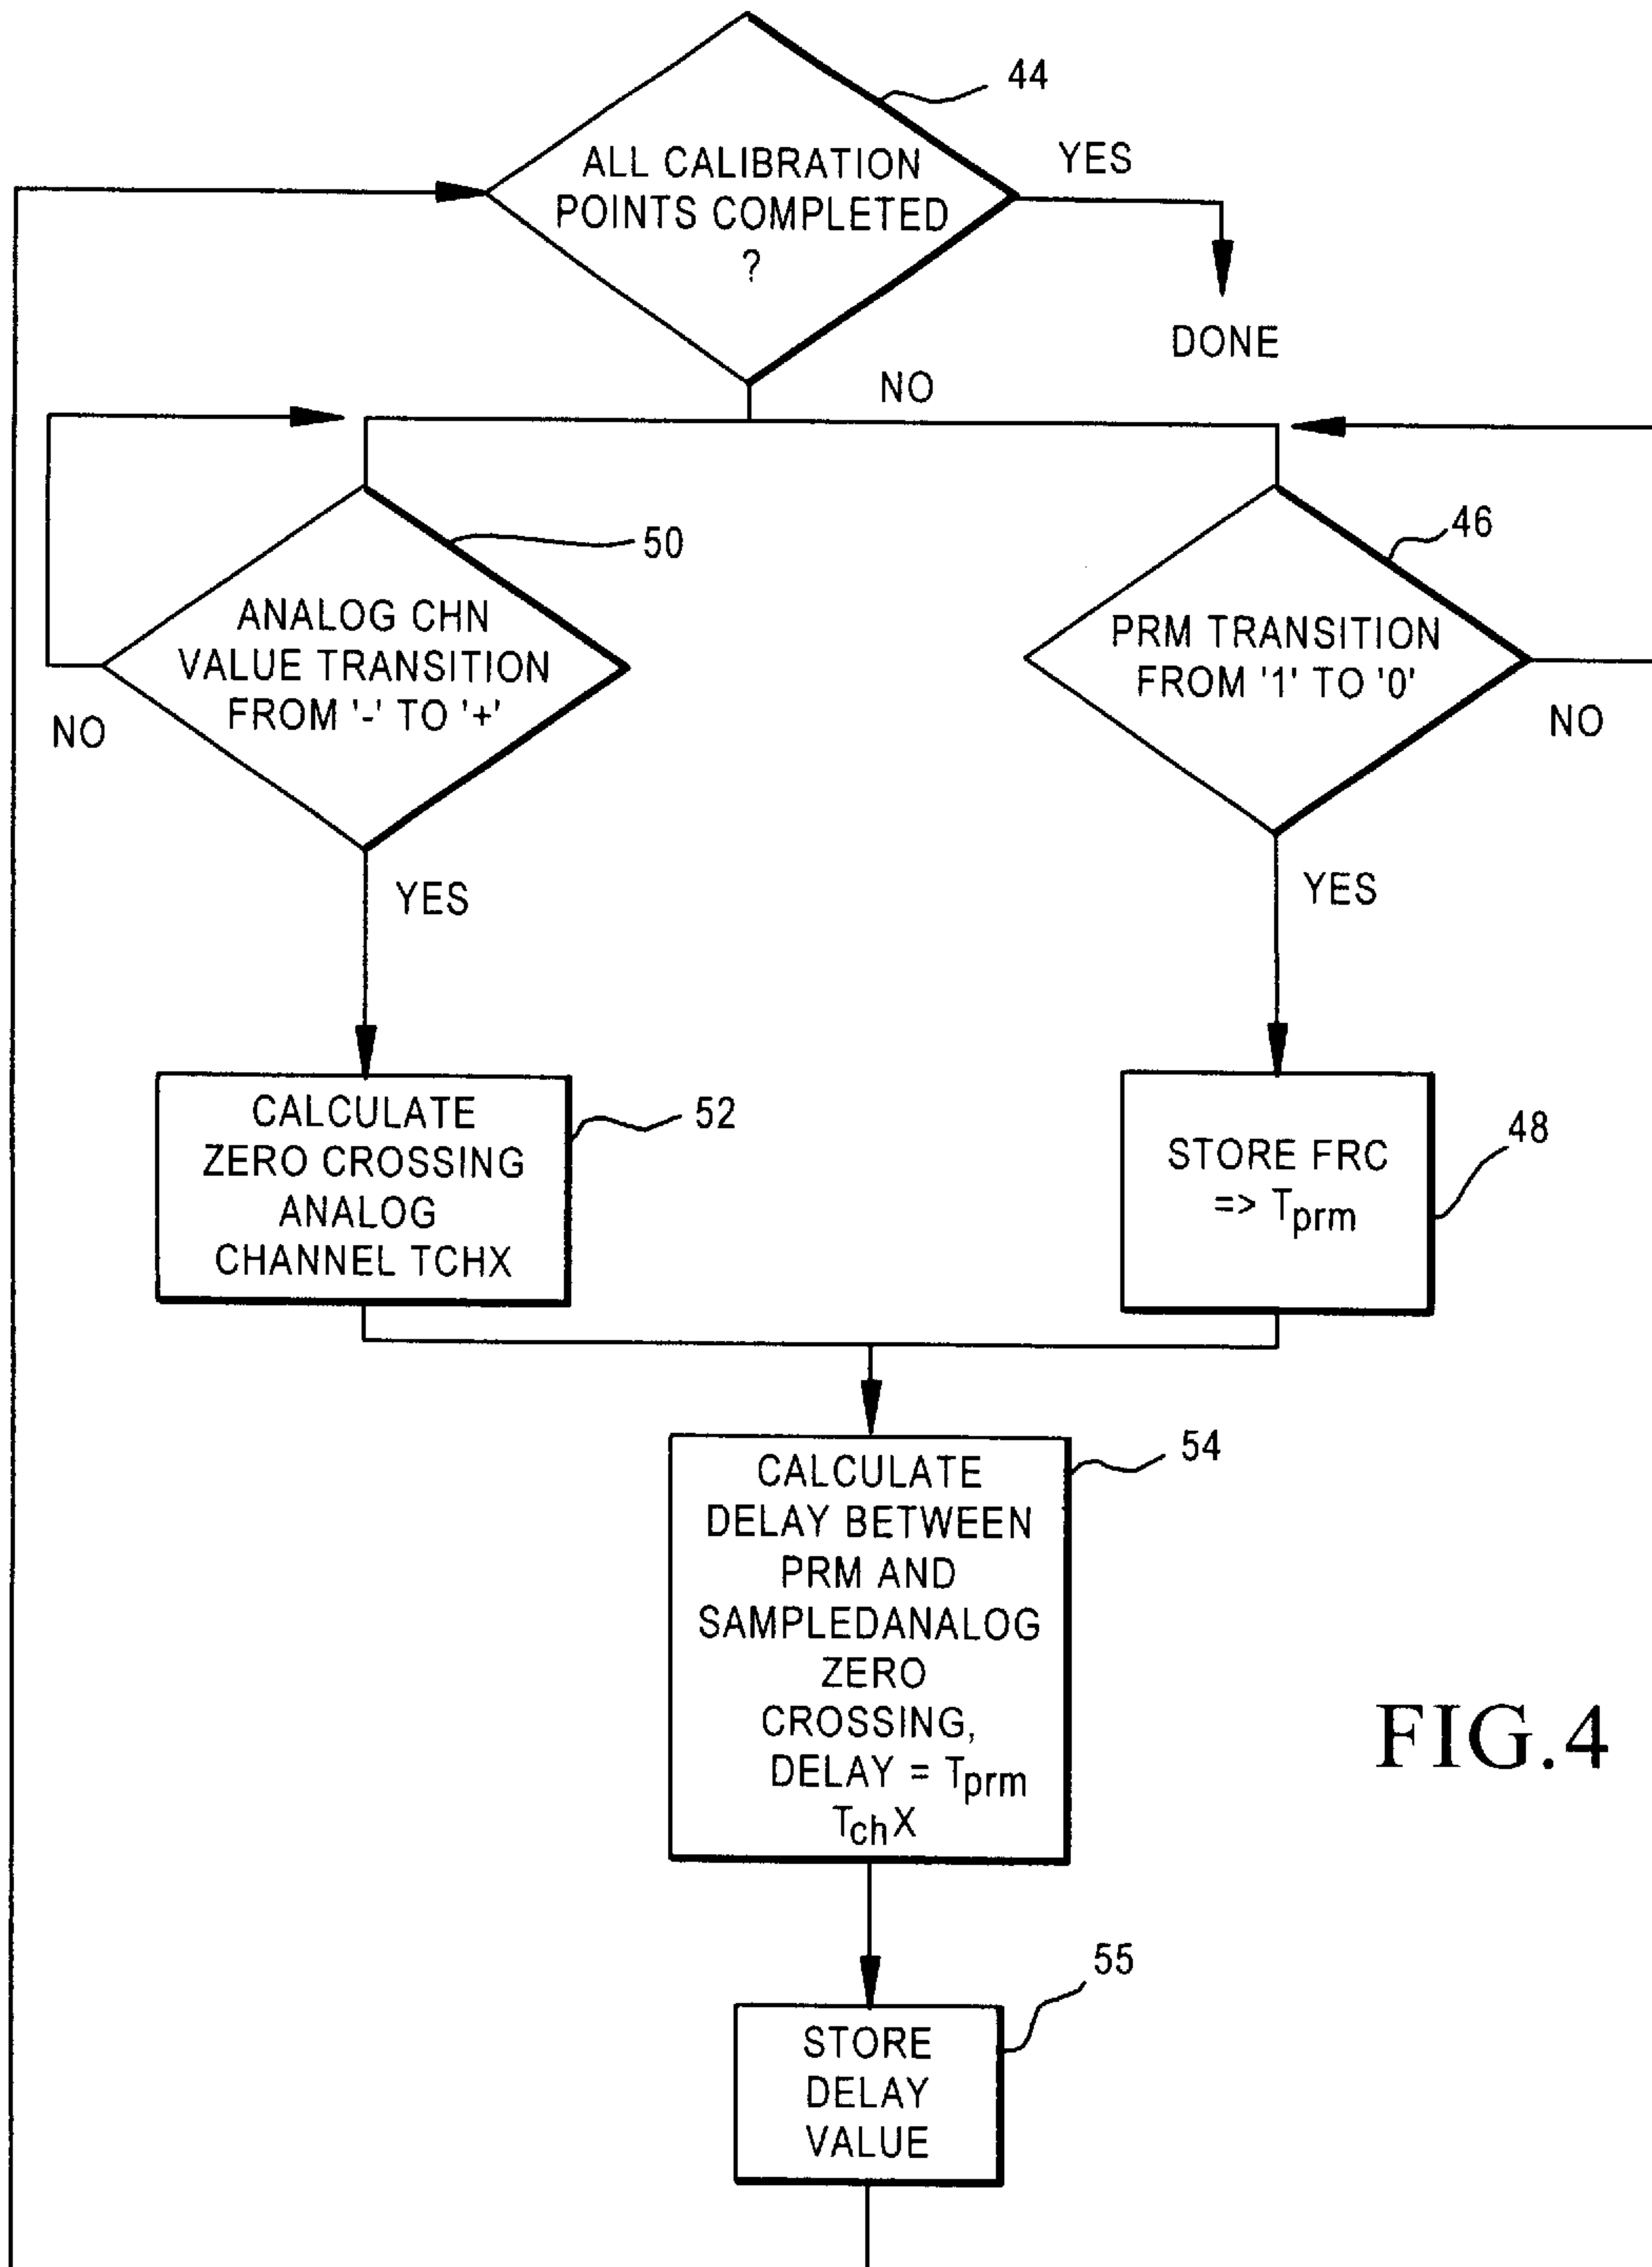 44
ALL CALIBRATION
POINTS COMPLETED
?
YES
DONE
NO
50
ANALOG CHN
VALUE TRANSITION
FROM '-' TO '+'
NO
YES
46
PRM TRANSITION
FROM '1' TO '0'
NO
YES
CALCULATE
ZERO CROSSING
ANALOG
CHANNEL TCHX
52
STORE FRC
=> Tprm
48
CALCULATE
DELAY BETWEEN
PRM AND
SAMPLEDANALOG
ZERO
CROSSING,
DELAY = Tprm
TchX
54
FIG.4
STORE
DELAY
VALUE
55